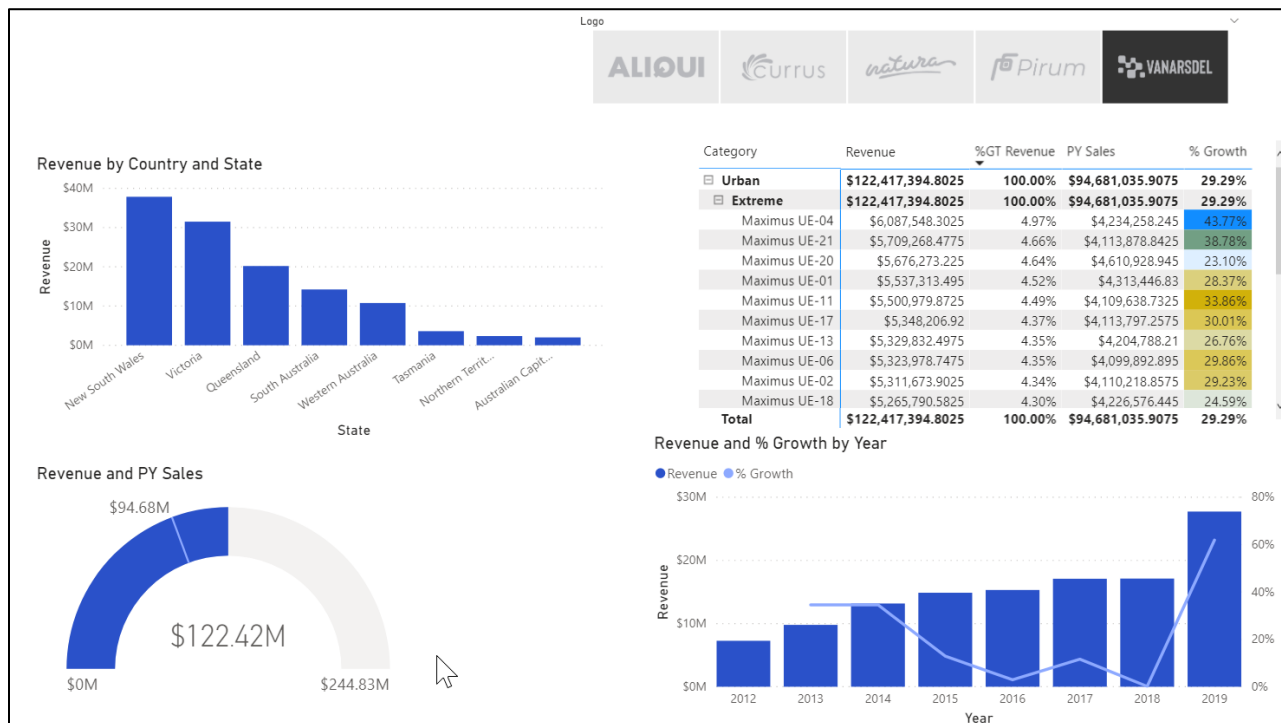 Logo
ALIQUI
Currus
natura
Pirum
VANARSDEL
Revenue by Country and State
$40M
$30M
$20M
$10M
$0M
Revenue
New South Wales
Victoria
Queensland
South Australia
Western Australia
Tasmania
Northern Territ...
Australian Capit...
State
Category Revenue %GT Revenue PY Sales % Growth
Urban $122,417,394.8025 100.00% $94,681,035.9075 29.29%
Extreme $122,417,394.8025 100.00% $94,681,035.9075 29.29%
Maximus UE-04 $6,087,548.3025 4.97% $4,234,258.245 43.77%
Maximus UE-21 $5,709,268.4775 4.66% $4,113,878.8425 38.78%
Maximus UE-20 $5,676,273.225 4.64% $4,610,928.945 23.10%
Maximus UE-01 $5,537,313.495 4.52% $4,313,446.83 28.37%
Maximus UE-11 $5,500,979.8725 4.49% $4,109,638.7325 33.86%
Maximus UE-17 $5,348,206.92 4.37% $4,113,797.2575 30.01%
Maximus UE-13 $5,329,832.4975 4.35% $4,204,788.21 26.76%
Maximus UE-06 $5,323,978.7475 4.35% $4,099,892.895 29.86%
Maximus UE-02 $5,311,673.9025 4.34% $4,110,218.8575 29.23%
Maximus UE-18 $5,265,790.5825 4.30% $4,226,576.445 24.59%
Total $122,417,394.8025 100.00% $94,681,035.9075 29.29%
Revenue and PY Sales
$94.68M
$122.42M
$0M
$244.83M
Revenue and % Growth by Year
Revenue % Growth
$30M
$20M
$10M
$0M
Revenue
80%
60%
40%
20%
0%
2012 2013 2014 2015 2016 2017 2018 2019
Year